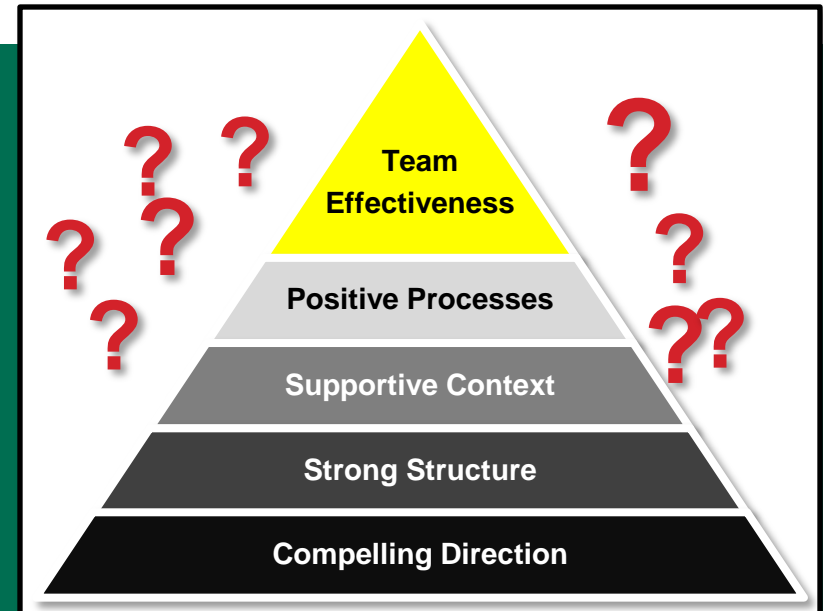 ?
?
?
?
?
?
?
?
?
Team
Effectiveness
Positive Processes
Supportive Context
Strong Structure
Compelling Direction